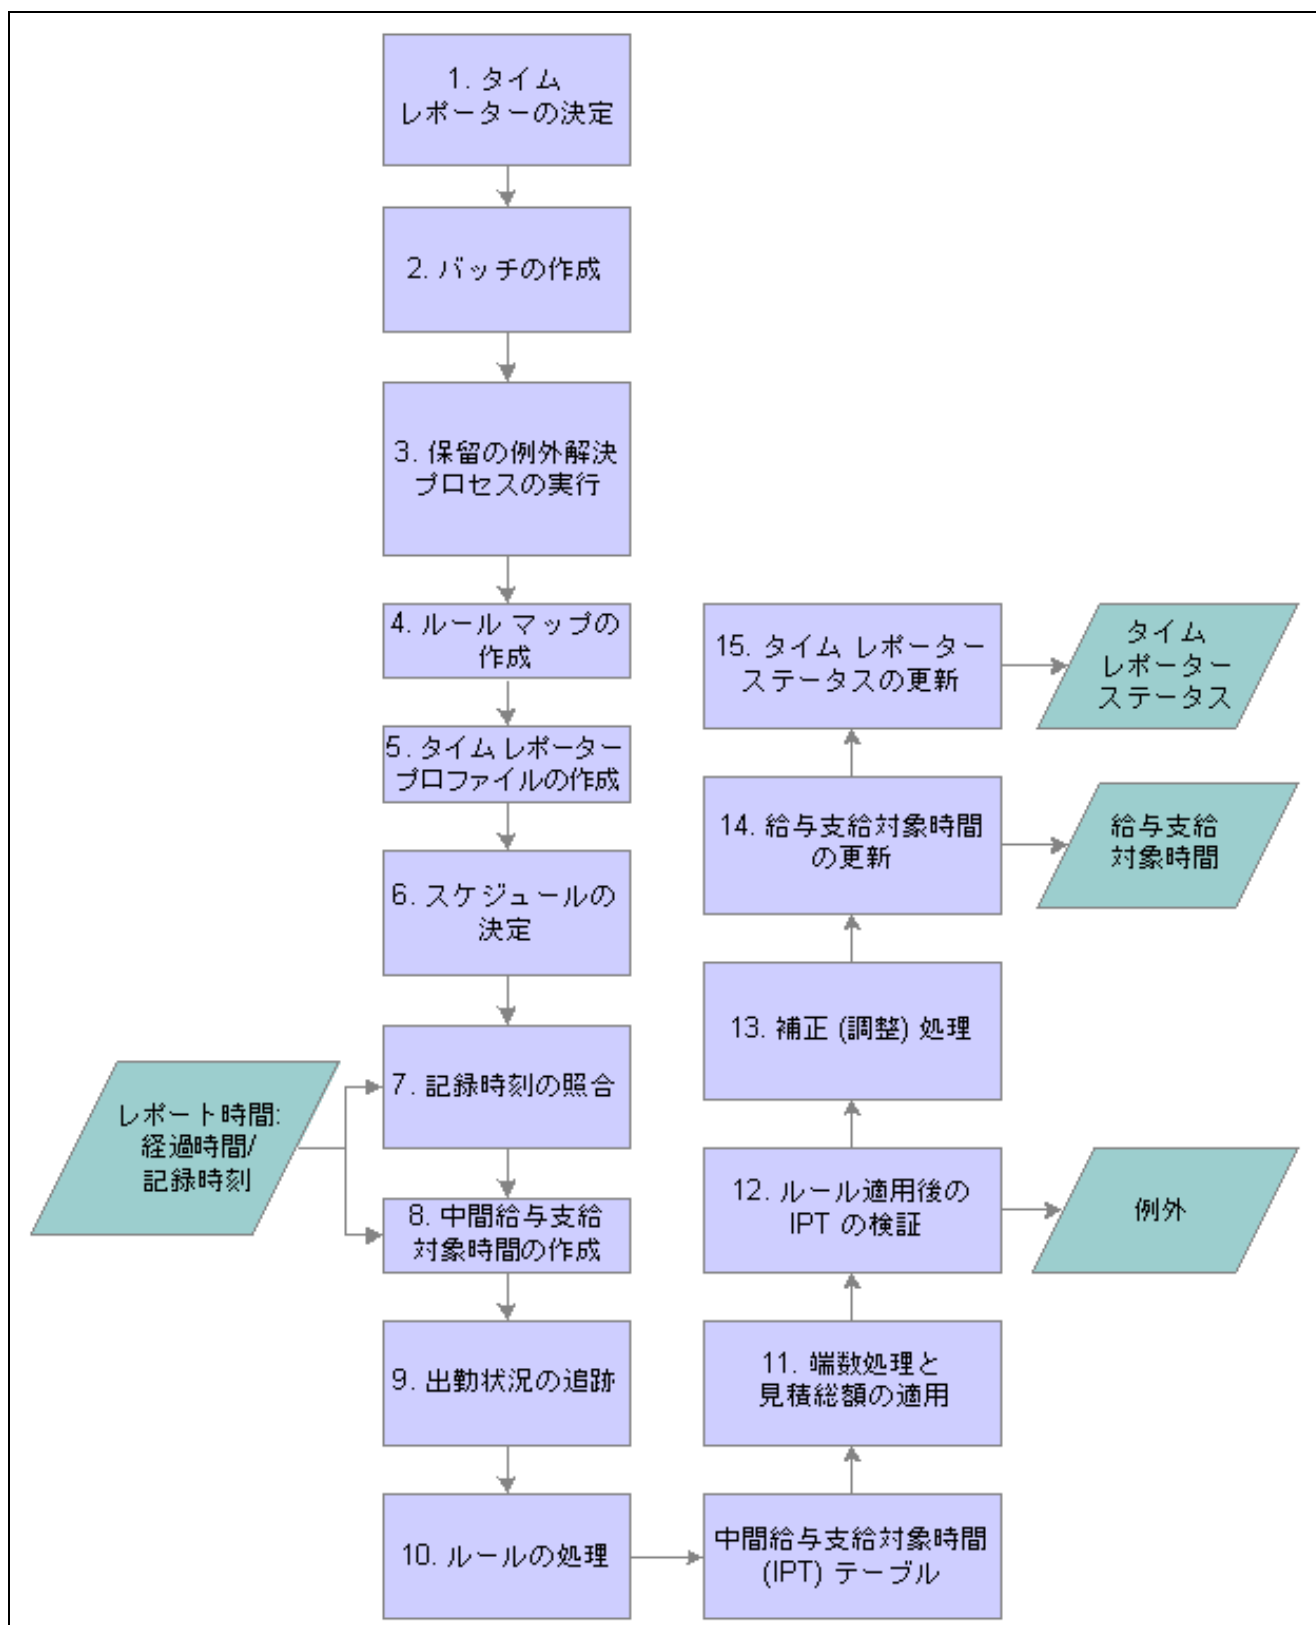 1. タイム
レポーターの決定
2. バッチの作成
3. 保留の例外解決
プロセスの実行
4. ルール マップの
作成
5. タイム レポーター
プロファイルの作成
6. スケジュールの
決定
レポート時間:
経過時間/
記録時刻
7. 記録時刻の照合
8. 中間給与支給
対象時間の作成
9. 出勤状況の追跡
10. ルールの処理
中間給与支給対象時間
(IPT) テーブル
11. 端数処理と
見積総額の適用
12. ルール適用後の
IPT の検証
例外
13. 補正 (調整) 処理
14. 給与支給対象時間
の更新
給与支給
対象時間
15. タイム レポーター
ステータスの更新
タイム
レポーター
ステータス